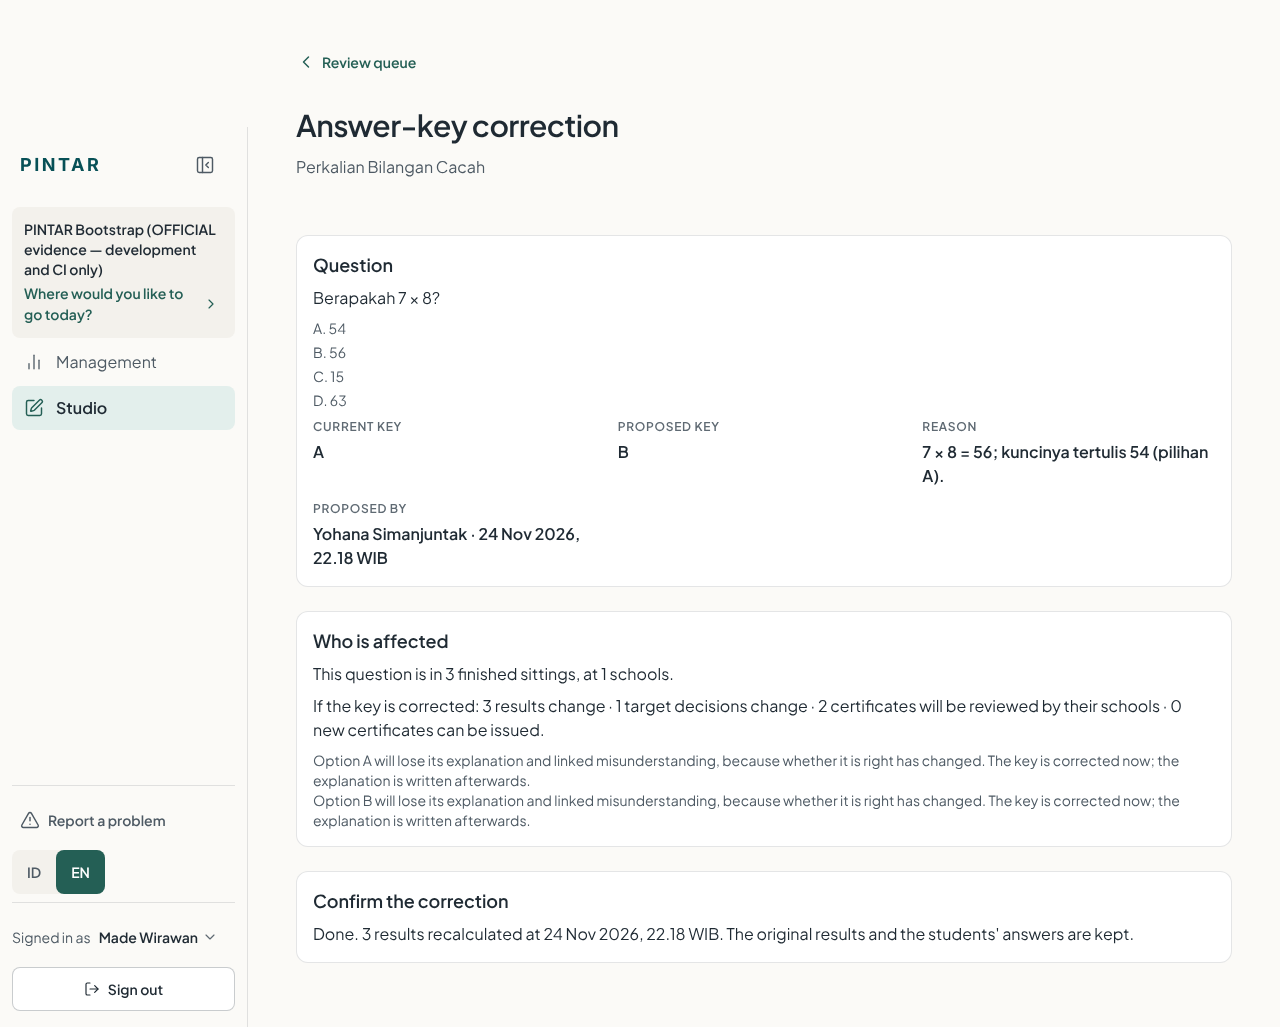 Review queue
Answer-key correction
Perkalian Bilangan Cacah
PINTAR
PINTAR Bootstrap (OFFICIAL
evidence — development
and CI only)
Where would you like to
go today?
Management
Studio
Report a problem
ID
EN
Signed in as Made Wirawan
Sign out
Question
Berapakah 7 × 8?
A. 54
B. 56
C. 15
D. 63
CURRENT KEY
A
PROPOSED KEY
B
REASON
7 × 8 = 56; kuncinya tertulis 54 (pilihan
A).
PROPOSED BY
Yohana Simanjuntak · 24 Nov 2026,
22.18 WIB
Who is affected
This question is in 3 finished sittings, at 1 schools.
If the key is corrected: 3 results change · 1 target decisions change · 2 certificates will be reviewed by their schools · 0
new certificates can be issued.
Option A will lose its explanation and linked misunderstanding, because whether it is right has changed. The key is corrected now; the
explanation is written afterwards.
Option B will lose its explanation and linked misunderstanding, because whether it is right has changed. The key is corrected now; the
explanation is written afterwards.
Confirm the correction
Done. 3 results recalculated at 24 Nov 2026, 22.18 WIB. The original results and the students' answers are kept.